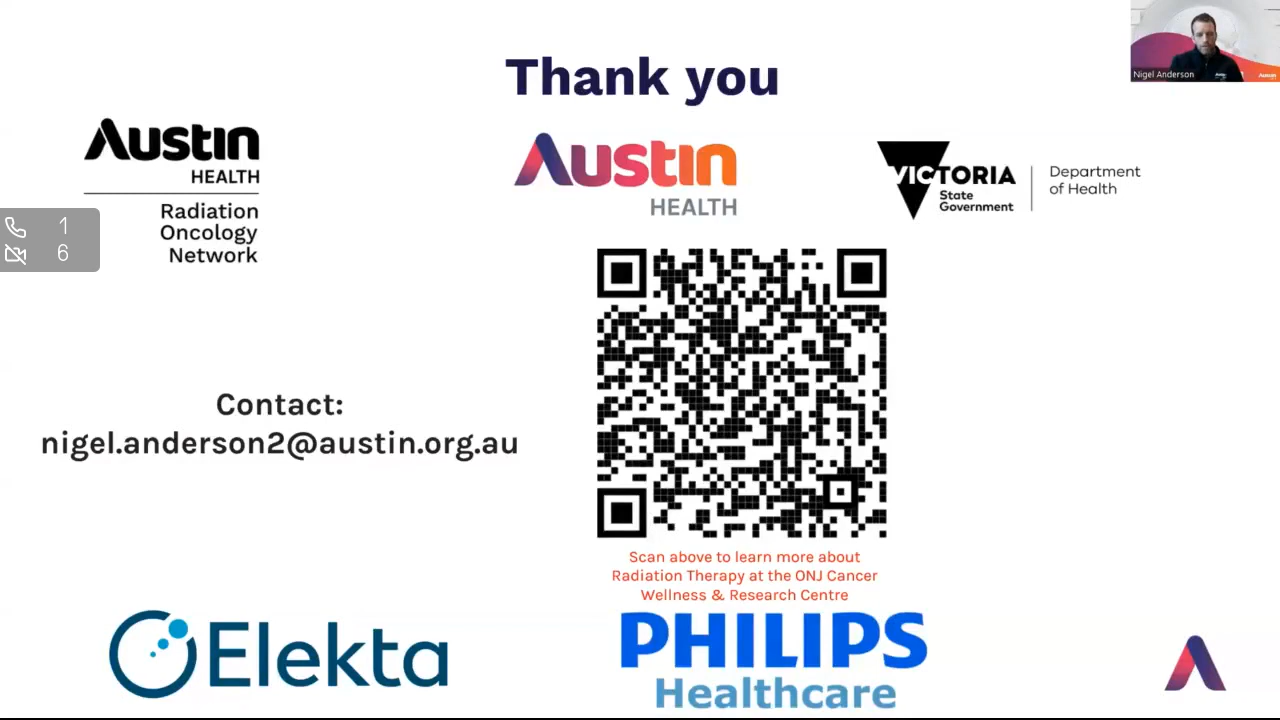 Thank you
Nigel Anderson
Austin
HEALTH
Radiation
Oncology
Network
Austin
HEALTH
VICTORIA
State
Government
Department
of Health
1
6
Contact:
nigel.anderson2@austin.org.au
Scan above to learn more about
Radiation Therapy at the ONJ Cancer
Wellness & Research Centre
Elekta
PHILIPS
Healthcare